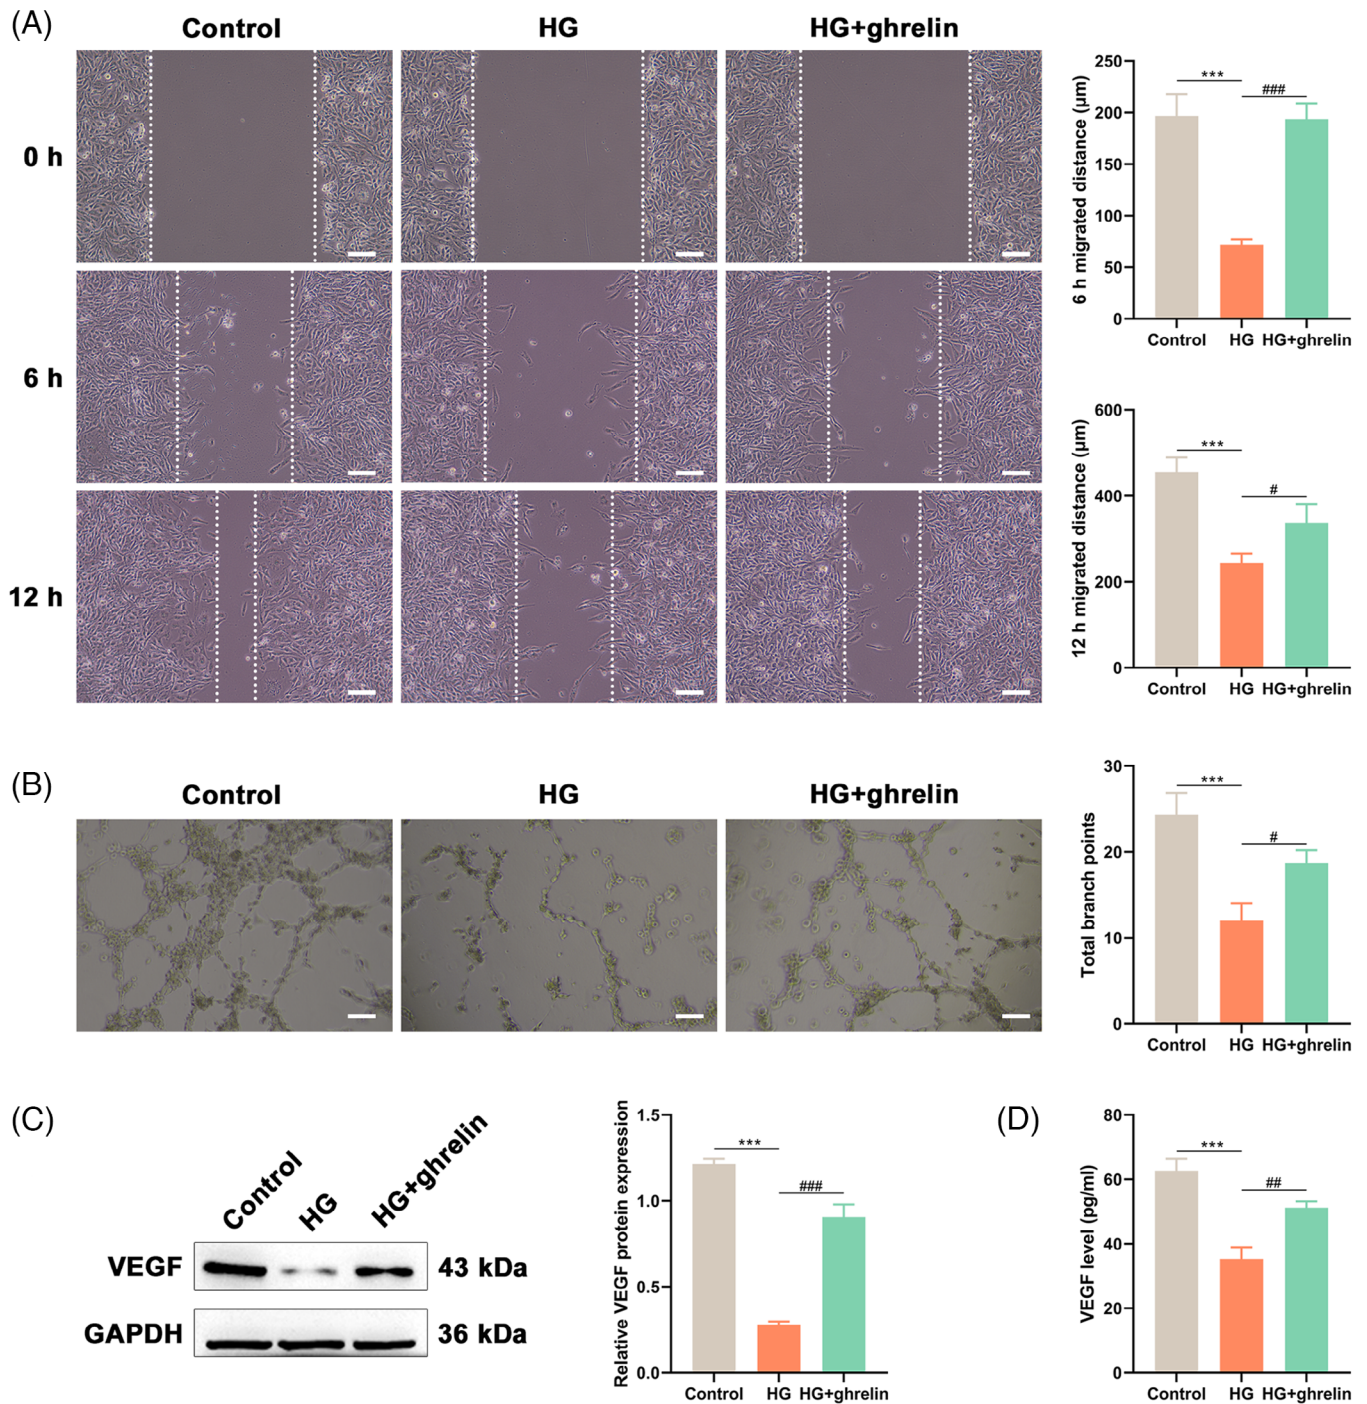 (A)
Control HG HG+ghrelin
0 h
6 h
12 h
6 h migrated distance (μm)
250
200
150
100
50
0
***
###
Control HG HG+ghrelin
12 h migrated distance (μm)
600
400
200
0
***
#
Control HG HG+ghrelin
(B)
Control HG HG+ghrelin
Total branch points
30
20
10
0
***
#
Control HG HG+ghrelin
(C)
Control HG HG+ghrelin
VEGF 43 kDa
GAPDH 36 kDa
Relative VEGF protein expression
1.5
1.0
0.5
0.0
***
###
Control HG HG+ghrelin
(D)
VEGF level (pg/ml)
80
60
40
20
0
***
##
Control HG HG+ghrelin